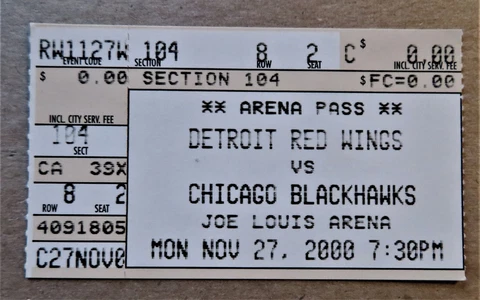 RW1127W 104 8 2 C $ 0.00
EVENT CODE SECTION ROW SEAT INCL. CITY SERV. FEE
$ 0.00 SECTION 104 $FC=0.00
INCL. CITY SERV. FEE
** ARENA PASS **
104
SECT
DETROIT RED WINGS
VS
CA 39X
8 2
ROW SEAT
CHICAGO BLACKHAWKS
4091805
JOE LOUIS ARENA
C27NOV0
MON NOV 27, 2000 7:30PM